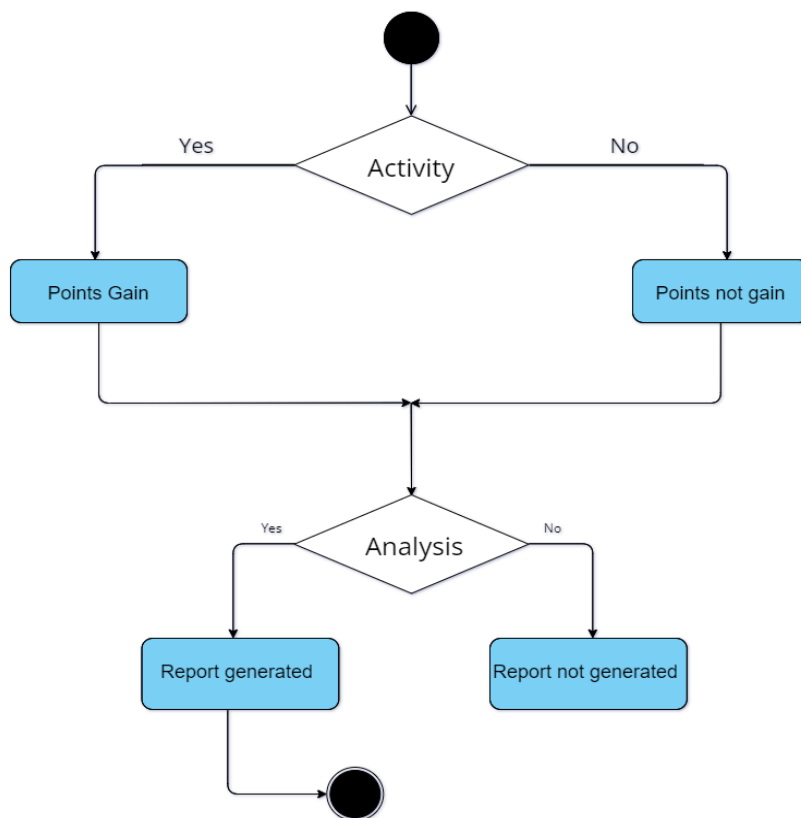 Yes
No
Activity
Points Gain
Points not gain
Yes
No
Analysis
Report generated
Report not generated